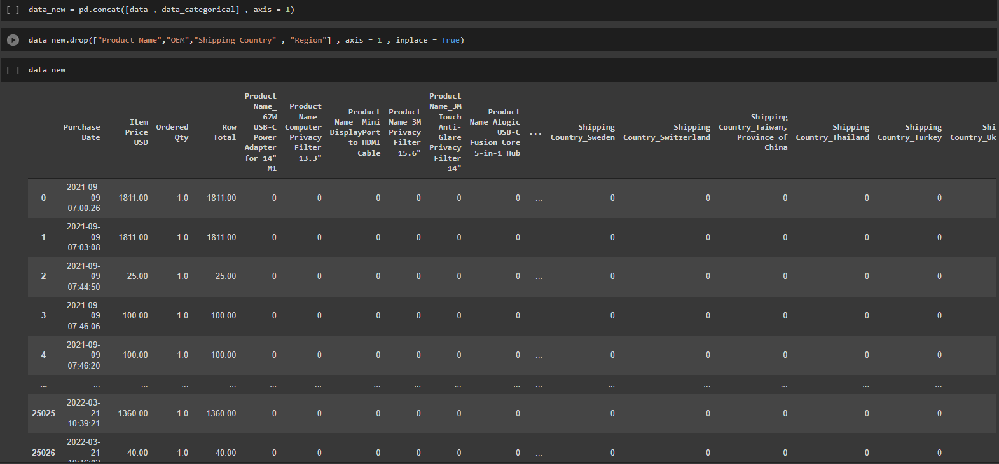 [ ] data_new = pd.concat([data , data_categorical] , axis = 1)
data_new.drop(["Product Name","OEM","Shipping Country" , "Region"] , axis = 1 , inplace = True)
[ ] data_new
Purchase Date Item Price USD Ordered Qty Row Total Product Name_ 67W USB-C Power Adapter for 14" M1 Product Name_ Computer Privacy Filter 13.3" Product Name_ Mini DisplayPort to HDMI Cable Product Name_3M Privacy Filter 15.6" Product Name_3M Touch Anti-Glare Privacy Filter 14" Product Name_Alogic USB-C Fusion Core 5-in-1 Hub ... Shipping Country_Sweden Shipping Country_Switzerland Shipping Country_Taiwan, Province of China Shipping Country_Thailand Shipping Country_Turkey Shi Country_Uk
0 2021-09-09 07:00:26 1811.00 1.0 1811.00 0 0 0 0 0 0 ... 0 0 0 0 0
1 2021-09-09 07:03:08 1811.00 1.0 1811.00 0 0 0 0 0 0 ... 0 0 0 0 0
2 2021-09-09 07:44:50 25.00 1.0 25.00 0 0 0 0 0 0 ... 0 0 0 0 0
3 2021-09-09 07:46:06 100.00 1.0 100.00 0 0 0 0 0 0 ... 0 0 0 0 0
4 2021-09-09 07:46:20 100.00 1.0 100.00 0 0 0 0 0 0 ... 0 0 0 0 0
... ... ... ... ... ... ... ... ... ... ... ... ... ... ... ... ...
25025 2022-03-21 10:39:21 1360.00 1.0 1360.00 0 0 0 0 0 0 ... 0 0 0 0 0
25026 2022-03-21 40.00 1.0 40.00 0 0 0 0 0 0 ... 0 0 0 0 0